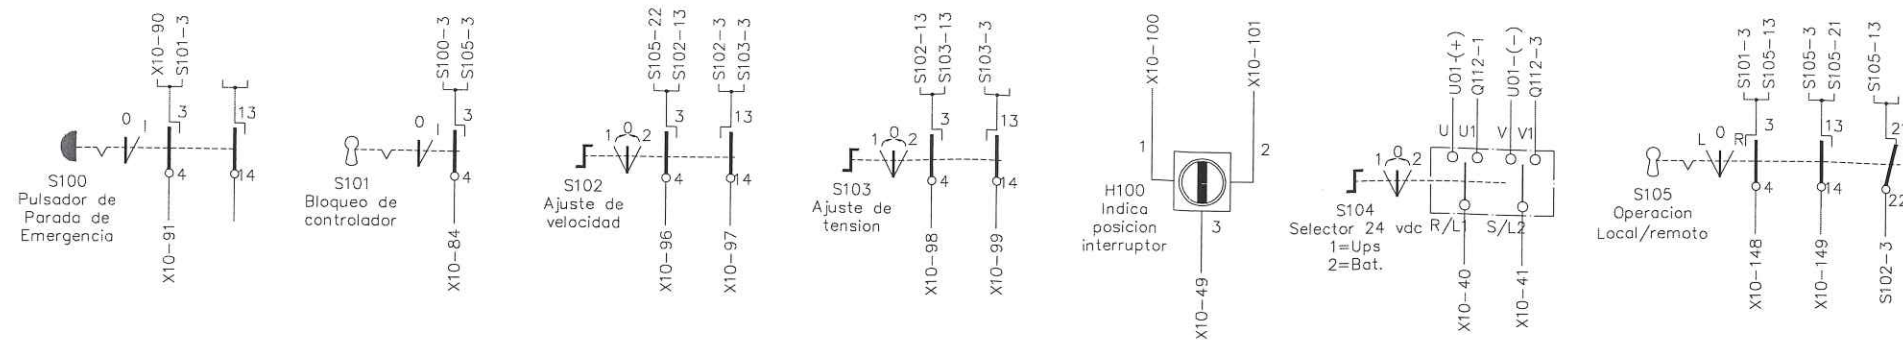 X10-90
S101-3
3
13
0
I
4
14
S100
Pulsador de
Parada de
Emergencia
X10-91
S100-3
S105-3
3
0
I
4
S101
Bloqueo de
controlador
X10-84
S105-22
S102-13
S102-3
S103-3
3
13
1 0 2
4
14
S102
Ajuste de
velocidad
X10-96
X10-97
S102-13
S103-13
S103-3
3
13
1 0 2
4
14
S103
Ajuste de
tension
X10-98
X10-99
X10-100
X10-101
1
2
H100
Indica
posicion
interruptor
3
X10-49
U01-(+)
Q112-1
U01-(-)
Q112-3
U U1 V V1
1 0 2
S104
Selector 24 vdc
1=Ups
2=Bat.
R/L1
S/L2
X10-40
X10-41
S101-3
S105-13
S105-3
S105-21
S105-13
3
13
21
L 0 R
4
14
22
S105
Operacion
Local/remoto
X10-148
X10-149
S102-3